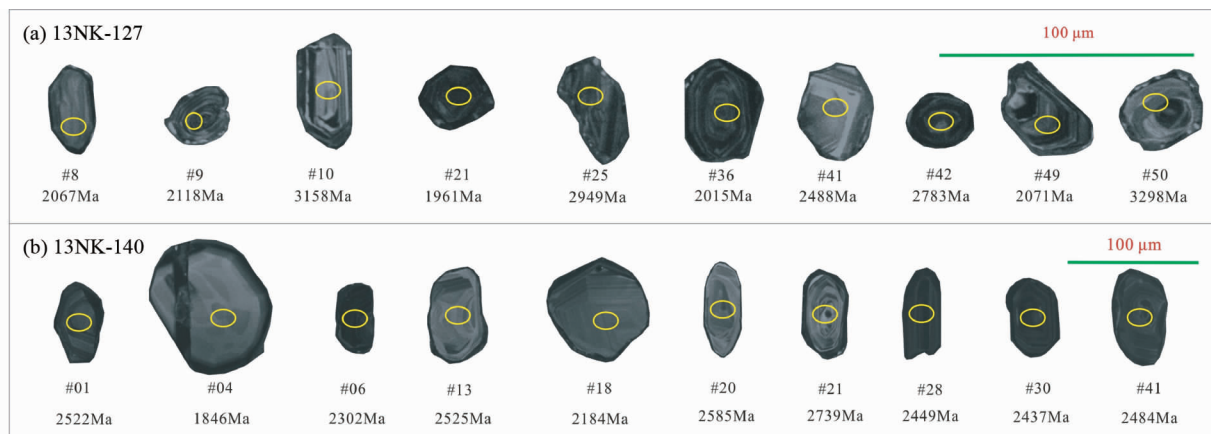 (a) 13NK-127
100 μm
#8 #9 #10 #21 #25 #36 #41 #42 #49 #50
2067Ma 2118Ma 3158Ma 1961Ma 2949Ma 2015Ma 2488Ma 2783Ma 2071Ma 3298Ma
(b) 13NK-140
100 μm
#01 #04 #06 #13 #18 #20 #21 #28 #30 #41
2522Ma 1846Ma 2302Ma 2525Ma 2184Ma 2585Ma 2739Ma 2449Ma 2437Ma 2484Ma